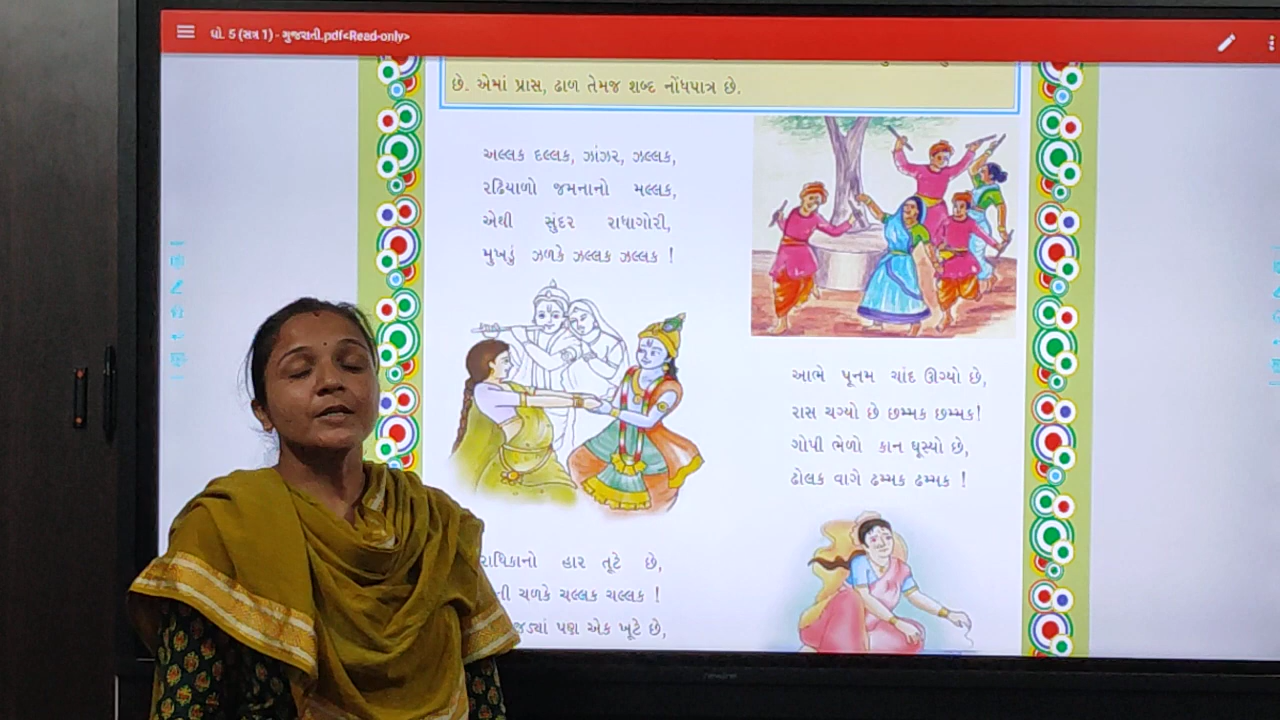 ધો. 5 (સત્ર 1) - ગુજરાતી.pdf<Read-only>
છે. એમાં પ્રાસ, ઢાળ તેમજ શબ્દ નોંધપાત્ર છે.
અલ્લક દલ્લક, ઝાંઝર, ઝલ્લક,
રઢિયાળો જમનાનો મલ્લક,
એથી સુંદર રાધાગોરી,
મુખડું ઝળકે ઝલ્લક ઝલ્લક !
આભે પૂનમ ચાંદ ઊગ્યો છે,
રાસ ચગ્યો છે છમ્મક છમ્મક!
ગોપી ભેળો કાન ઘૂસ્યો છે,
ઢોલક વાગે ઢમ્મક ઢમ્મક !
રાધિકાનો હાર તૂટે છે,
ચળકે ચલ્લક ચલ્લક !
પણ એક ખૂટે છે,